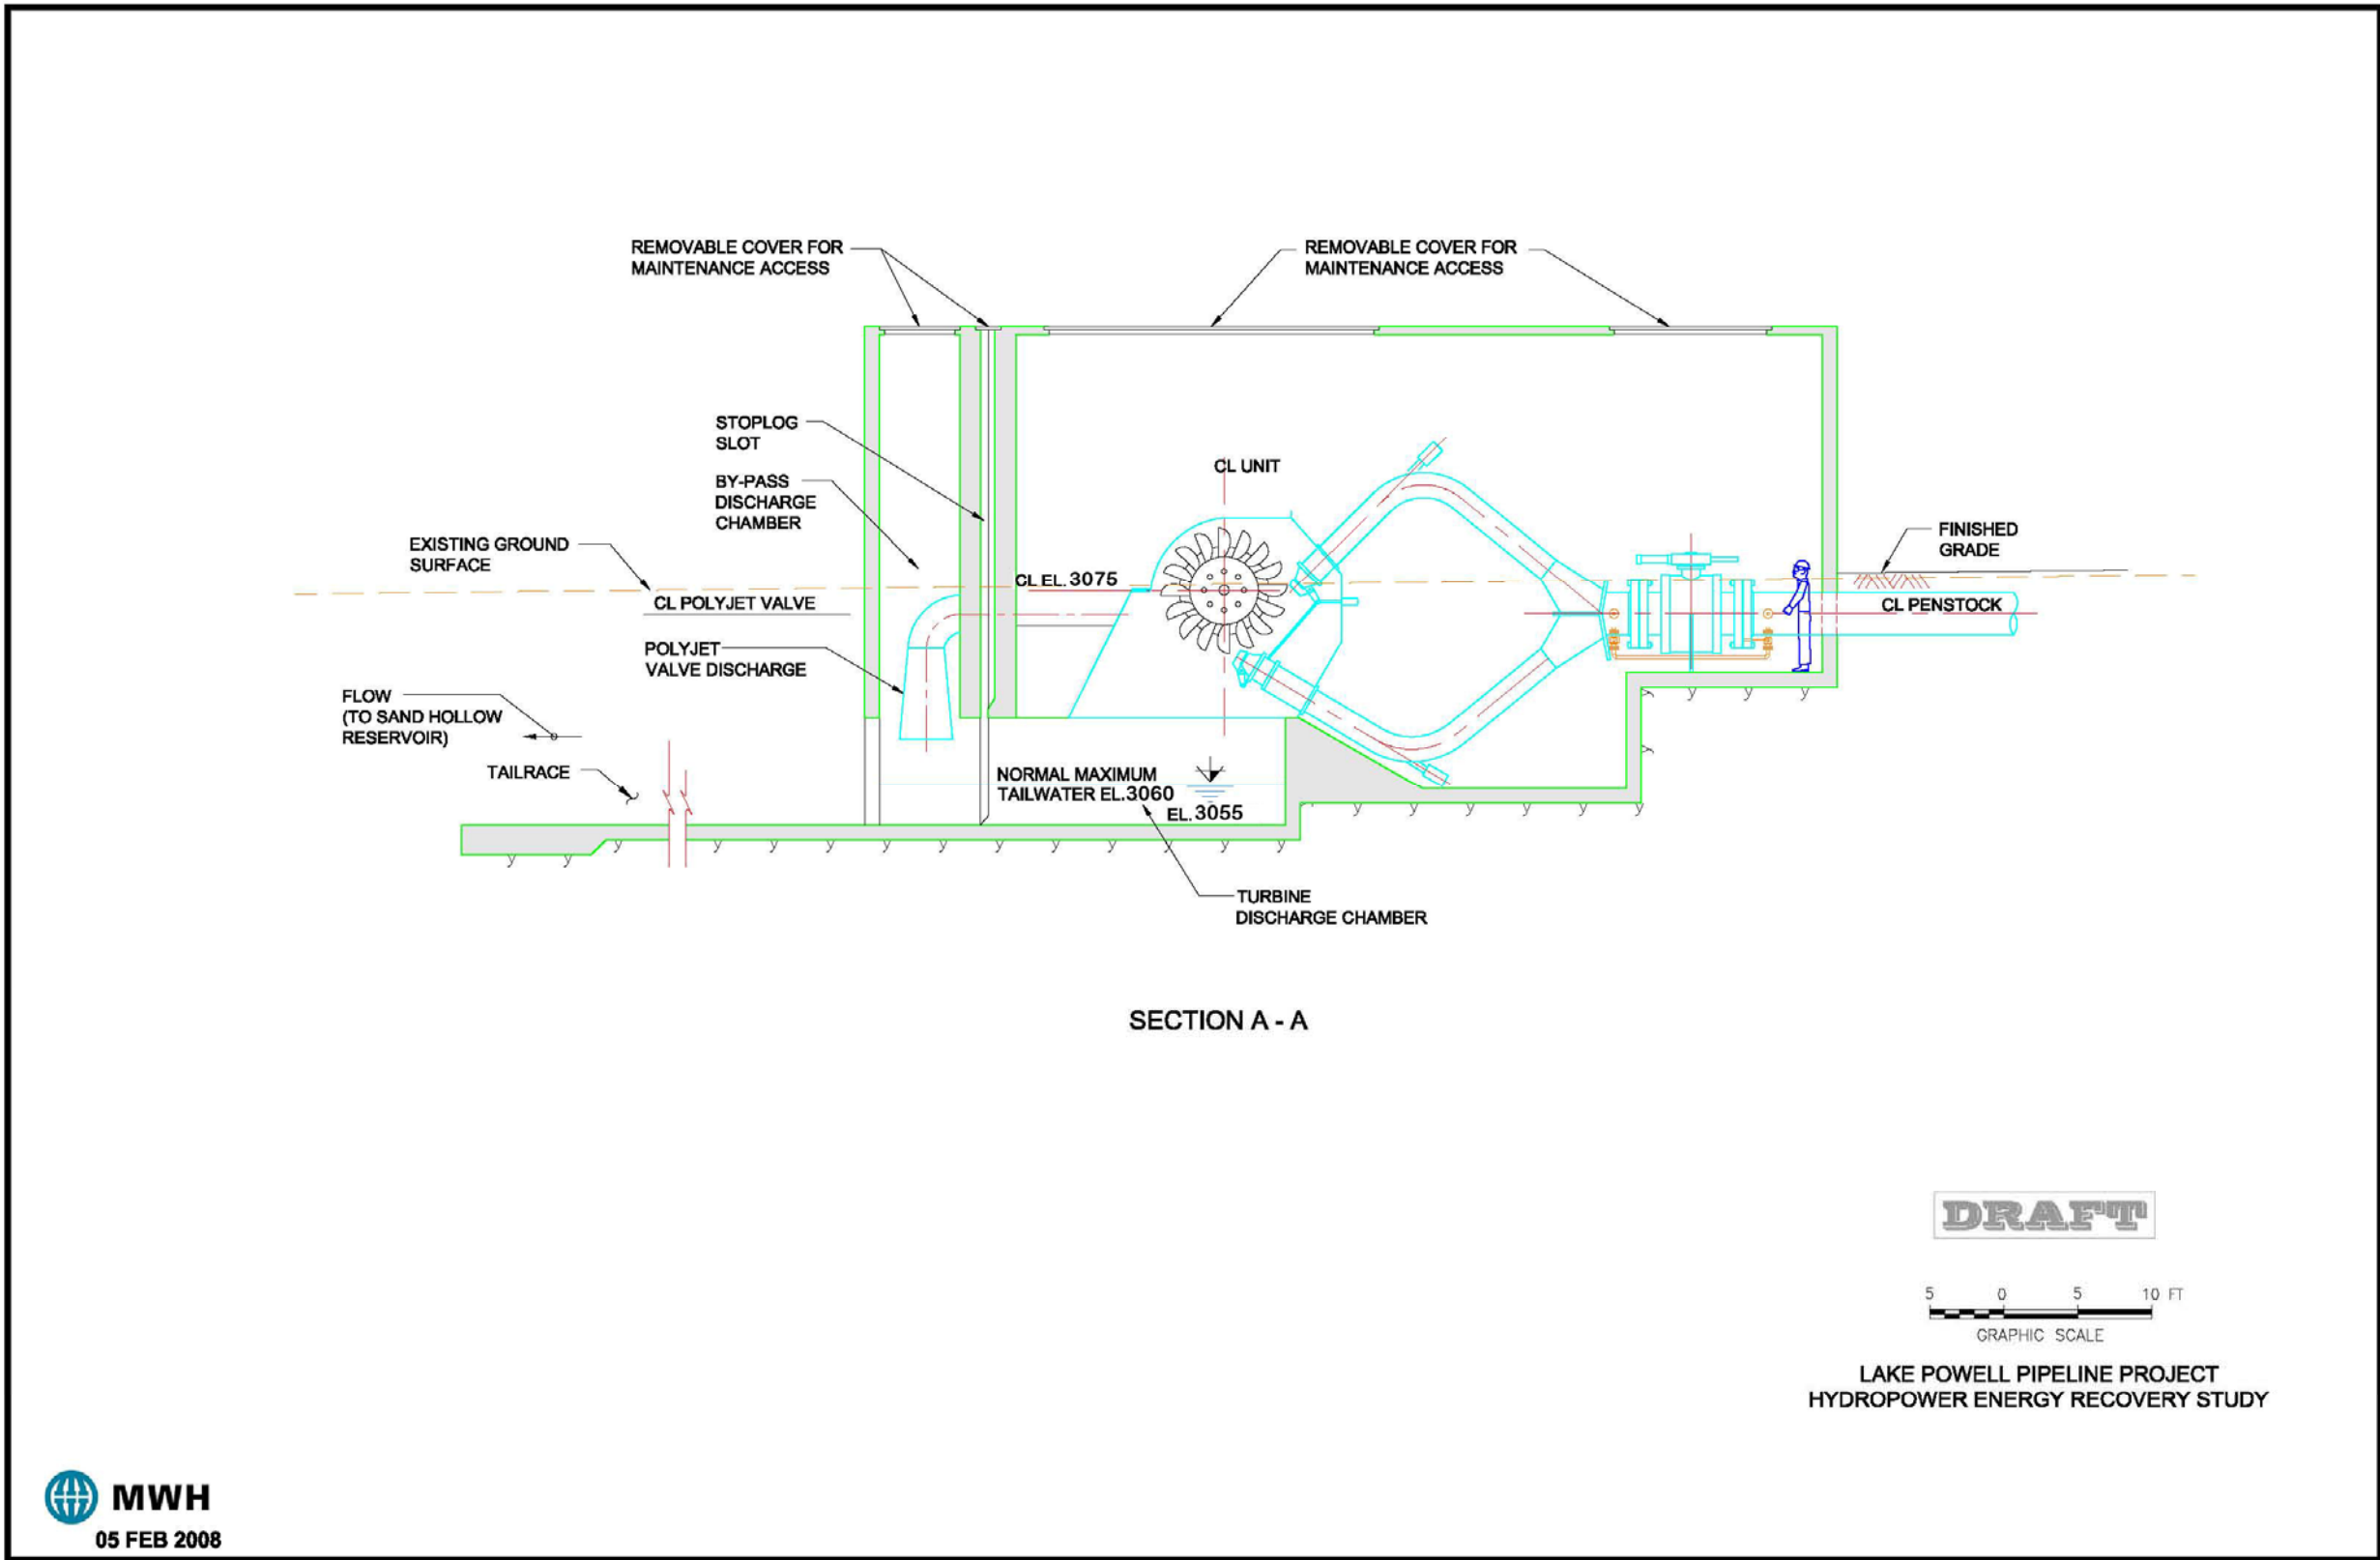 REMOVABLE COVER FOR
MAINTENANCE ACCESS
REMOVABLE COVER FOR
MAINTENANCE ACCESS
STOPLOG
SLOT
BY-PASS
DISCHARGE
CHAMBER
CL UNIT
EXISTING GROUND
SURFACE
FINISHED
GRADE
CL EL. 3075
CL POLYJET VALVE
CL PENSTOCK
POLYJET
VALVE DISCHARGE
FLOW
(TO SAND HOLLOW
RESERVOIR)
TAILRACE
NORMAL MAXIMUM
TAILWATER EL.3060
EL. 3055
TURBINE
DISCHARGE CHAMBER
SECTION A - A
DRAFT
5 0 5 10 FT
GRAPHIC SCALE
LAKE POWELL PIPELINE PROJECT
HYDROPOWER ENERGY RECOVERY STUDY
MWH
05 FEB 2008